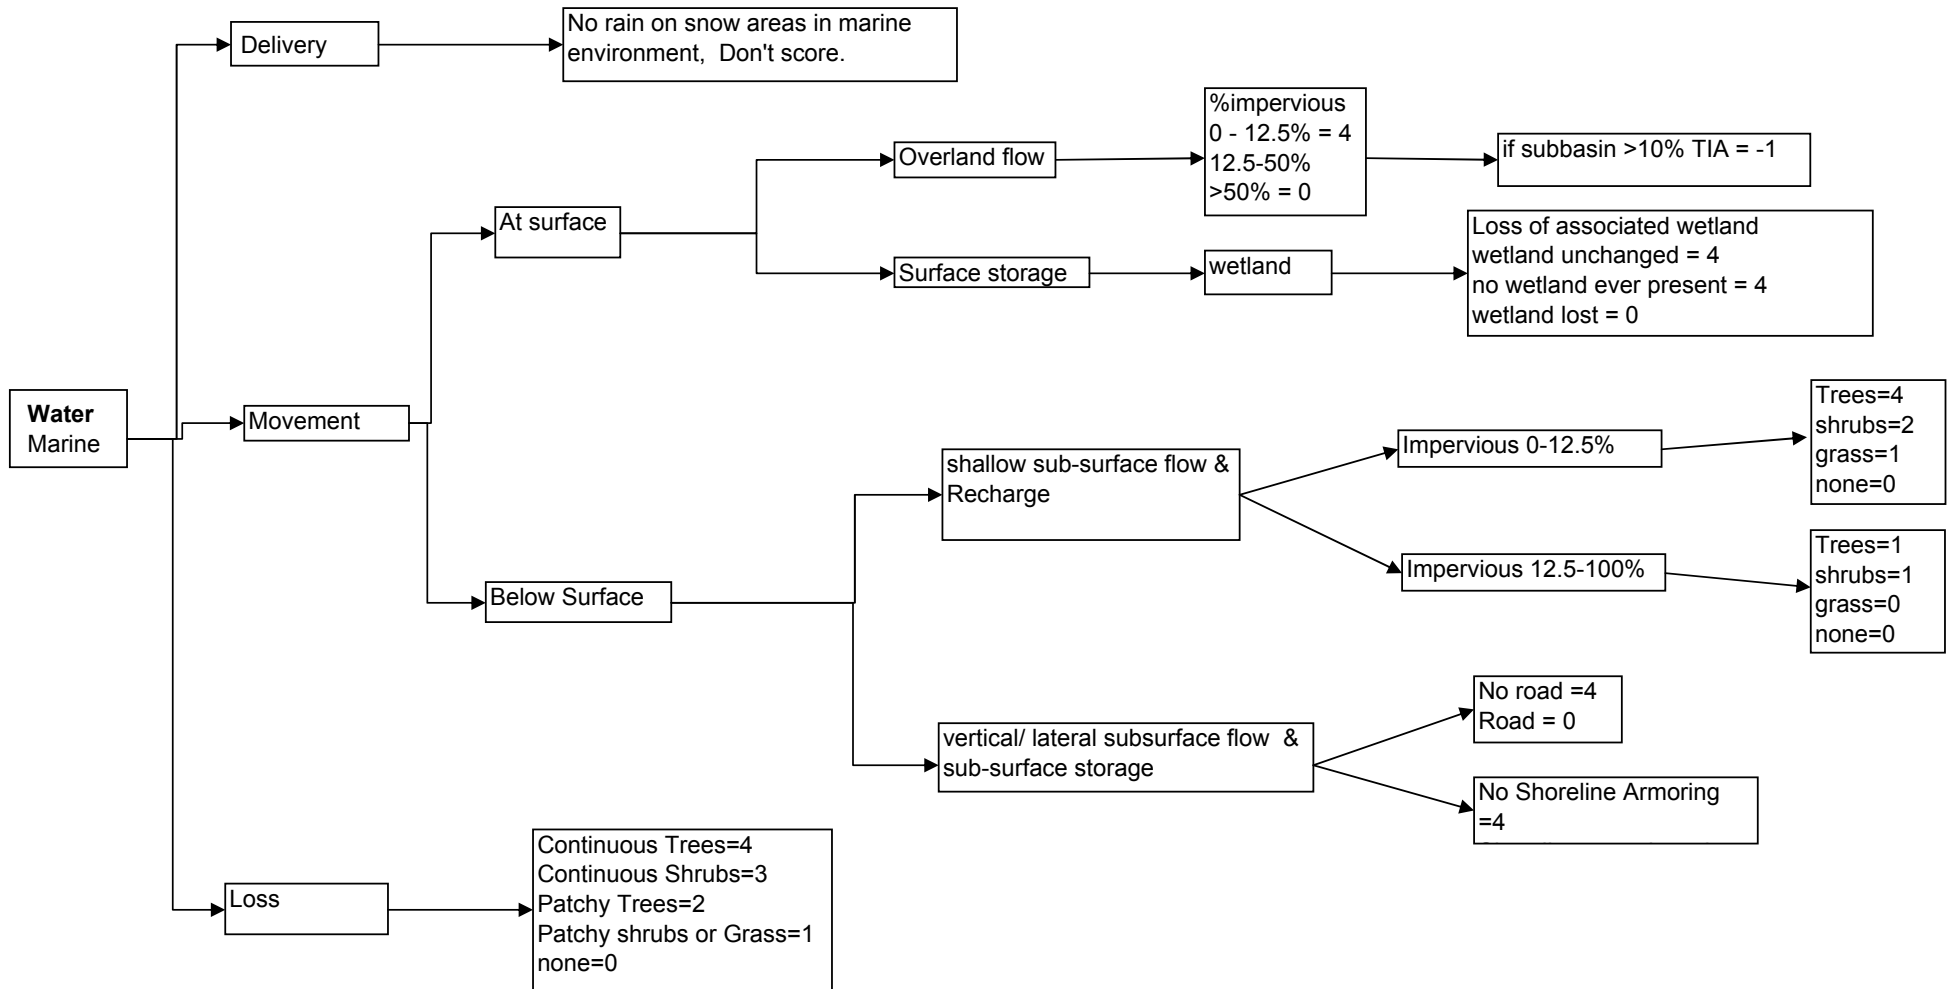 Delivery
No rain on snow areas in marine
environment,  Don't score.
%impervious
0 - 12.5% = 4
12.5-50%
>50% = 0
Overland flow
if subbasin >10% TIA = -1
At surface
Surface storage
wetland
Loss of associated wetland
wetland unchanged = 4
no wetland ever present = 4
wetland lost = 0
Water
Marine
Movement
shallow sub-surface flow &
Recharge
Impervious 0-12.5%
Trees=4
shrubs=2
grass=1
none=0
Impervious 12.5-100%
Trees=1
shrubs=1
grass=0
none=0
Below Surface
vertical/ lateral subsurface flow  &
sub-surface storage
No road =4
Road = 0
No Shoreline Armoring
=4
Loss
Continuous Trees=4
Continuous Shrubs=3
Patchy Trees=2
Patchy shrubs or Grass=1
none=0